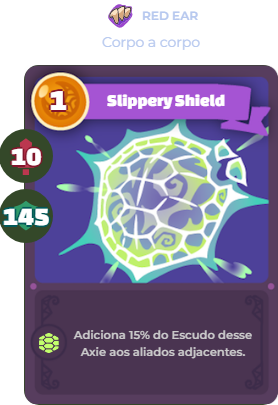 RED EAR
Corpo a corpo
1
Slippery Shield
10
145
Adiciona 15% do Escudo desse
Axie aos aliados adjacentes.